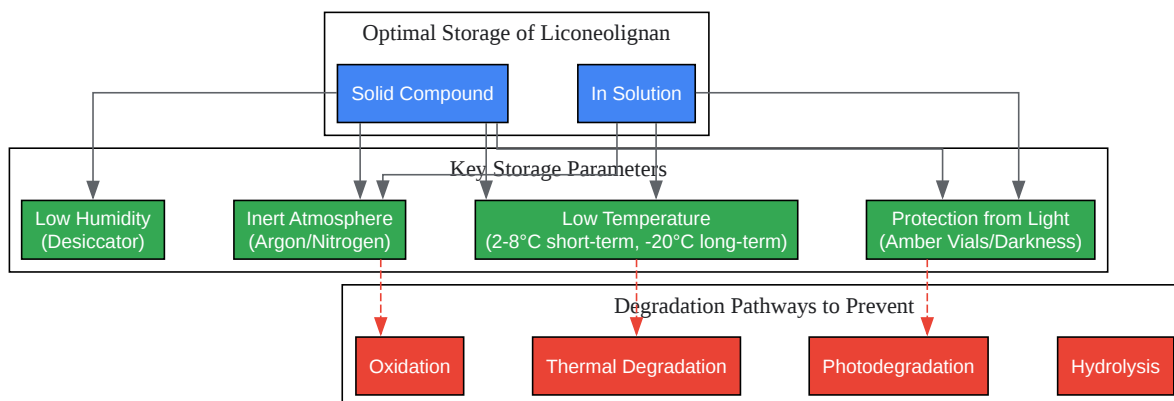 Optimal Storage of Liconeolignan
Solid Compound
In Solution
Key Storage Parameters
Low Humidity
(Desiccator)
Inert Atmosphere
(Argon/Nitrogen)
Low Temperature
(2-8°C short-term, -20°C long-term)
Protection from Light
(Amber Vials/Darkness)
Degradation Pathways to Prevent
Oxidation
Thermal Degradation
Photodegradation
Hydrolysis